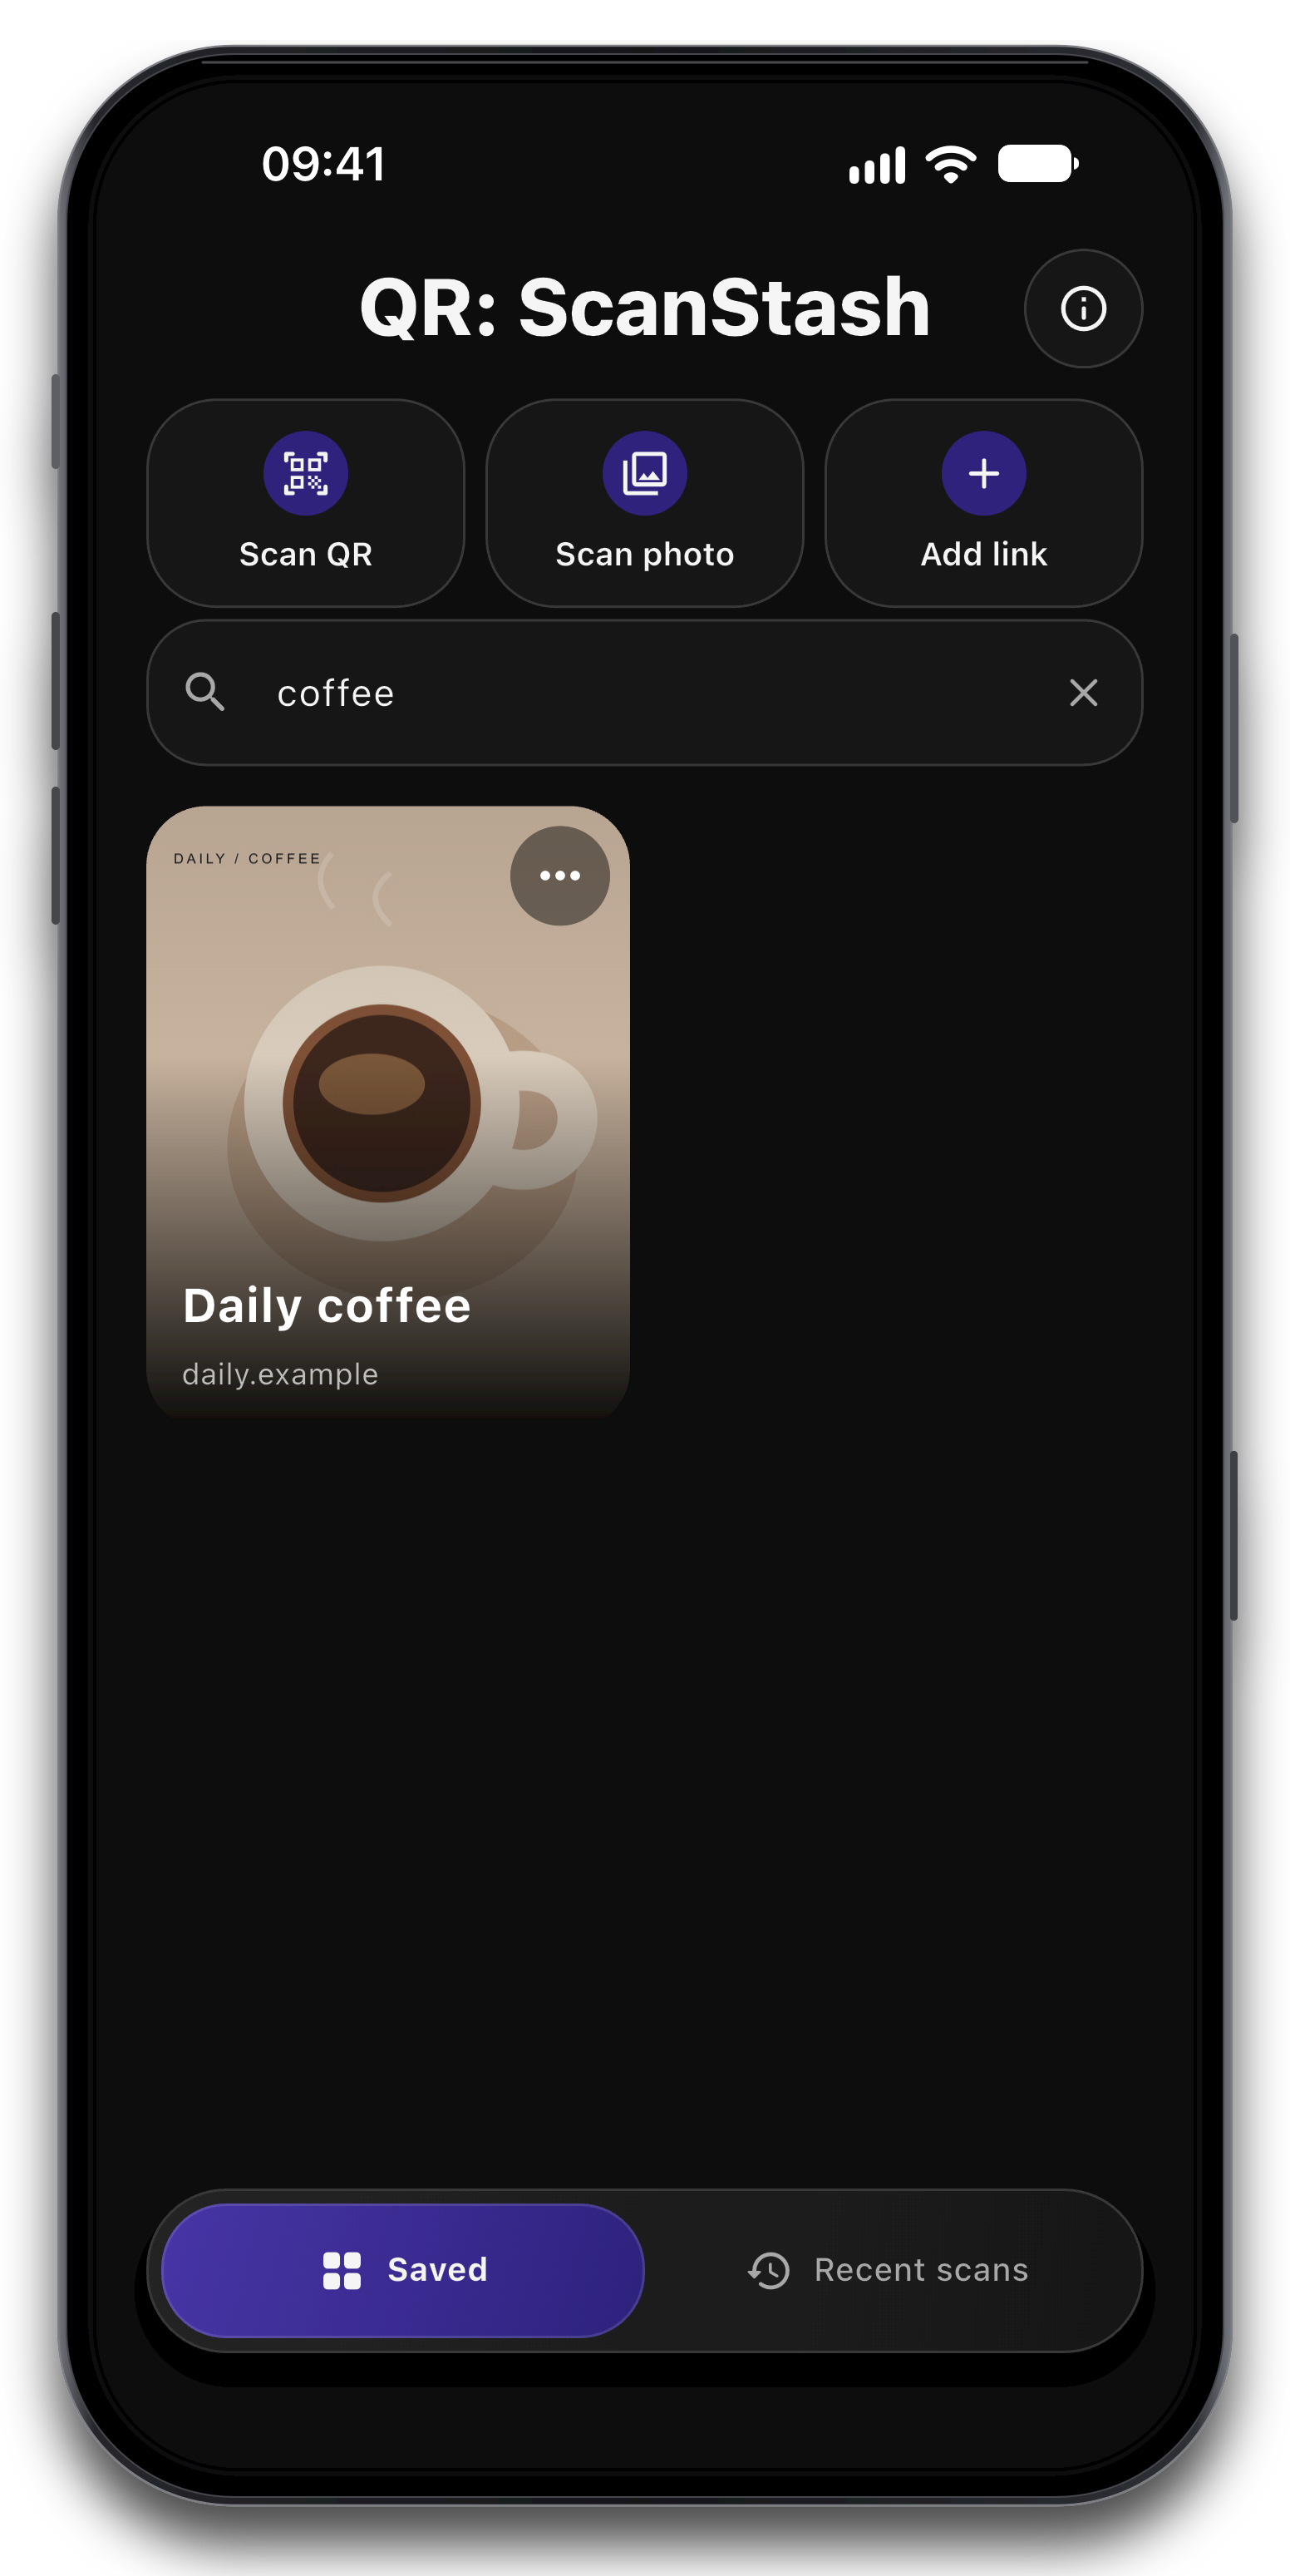 09:41
QR: ScanStash
Scan QR
Scan photo
Add link
coffee
DAILY / COFFEE
Daily coffee
daily.example
Saved
Recent scans